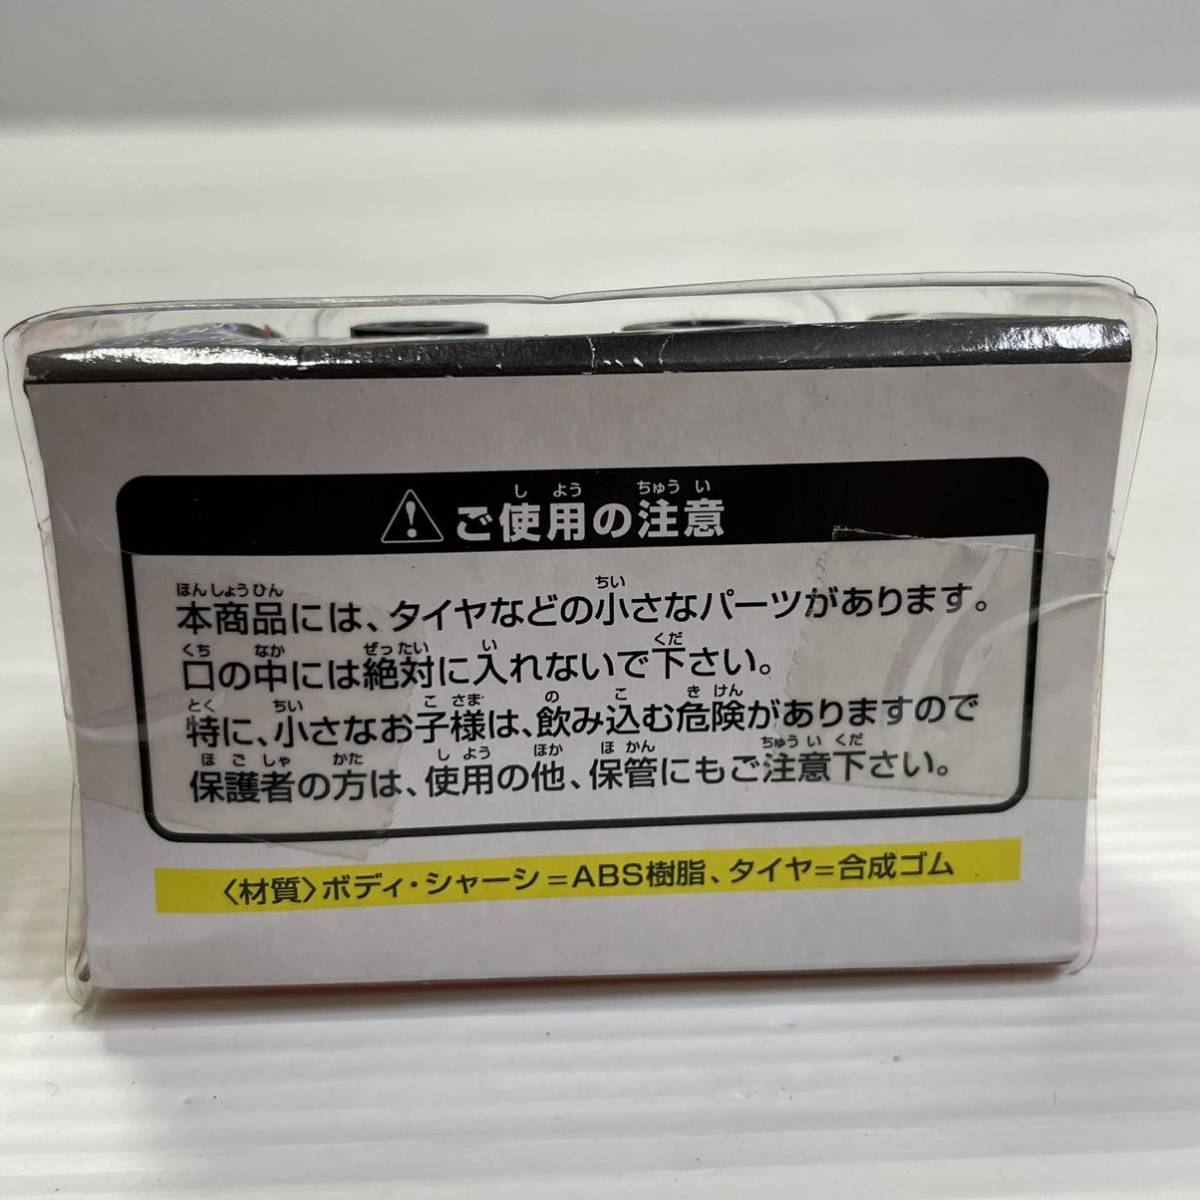 ご使用の注意
本商品には、タイヤなどの小さなパーツがあります。
口の中には絶対に入れないで下さい。
特に、小さなお子様は、飲み込む危険がありますので
保護者の方は、使用の他、保管にもご注意下さい。
〈材質〉ボディ・シャーシ=ABS樹脂、タイヤ=合成ゴム